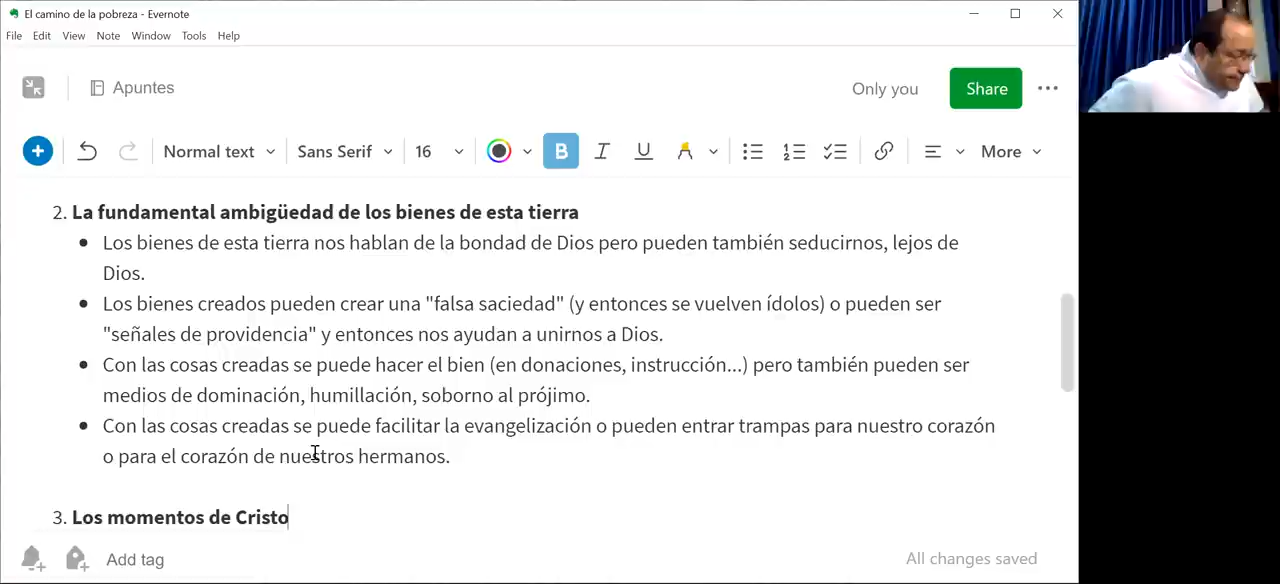 El camino de la pobreza - Evernote
File Edit View Note Window Tools Help
Apuntes
Only you
Share
Normal text
Sans Serif
16
B
I
U
A
More
2. La fundamental ambigüedad de los bienes de esta tierra
• Los bienes de esta tierra nos hablan de la bondad de Dios pero pueden también seducirnos, lejos de
Dios.
• Los bienes creados pueden crear una "falsa saciedad" (y entonces se vuelven ídolos) o pueden ser
"señales de providencia" y entonces nos ayudan a unirnos a Dios.
• Con las cosas creadas se puede hacer el bien (en donaciones, instrucción...) pero también pueden ser
medios de dominación, humillación, soborno al prójimo.
• Con las cosas creadas se puede facilitar la evangelización o pueden entrar trampas para nuestro corazón
o para el corazón de nuestros hermanos.
3. Los momentos de Cristo
Add tag
All changes saved